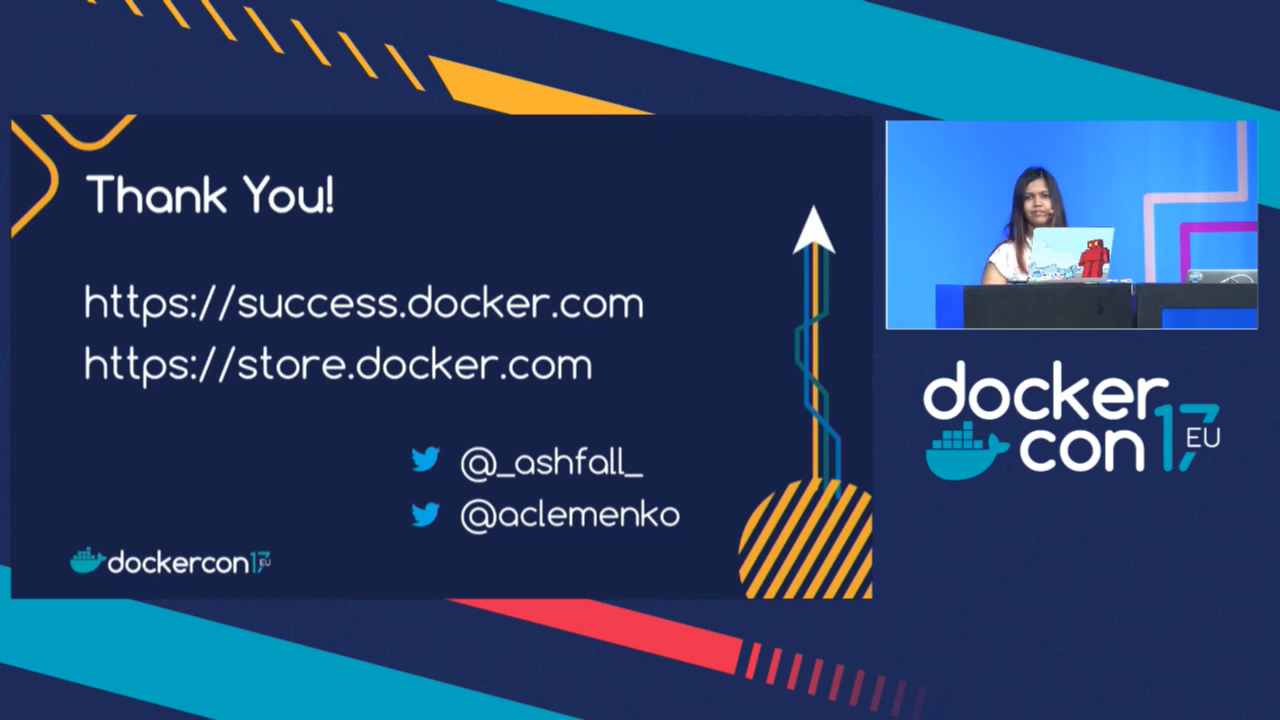 Thank You!
https://success.docker.com
https://store.docker.com
@_ashfall_
@aclemenko
dockercon17 EU
docker
con 17 EU